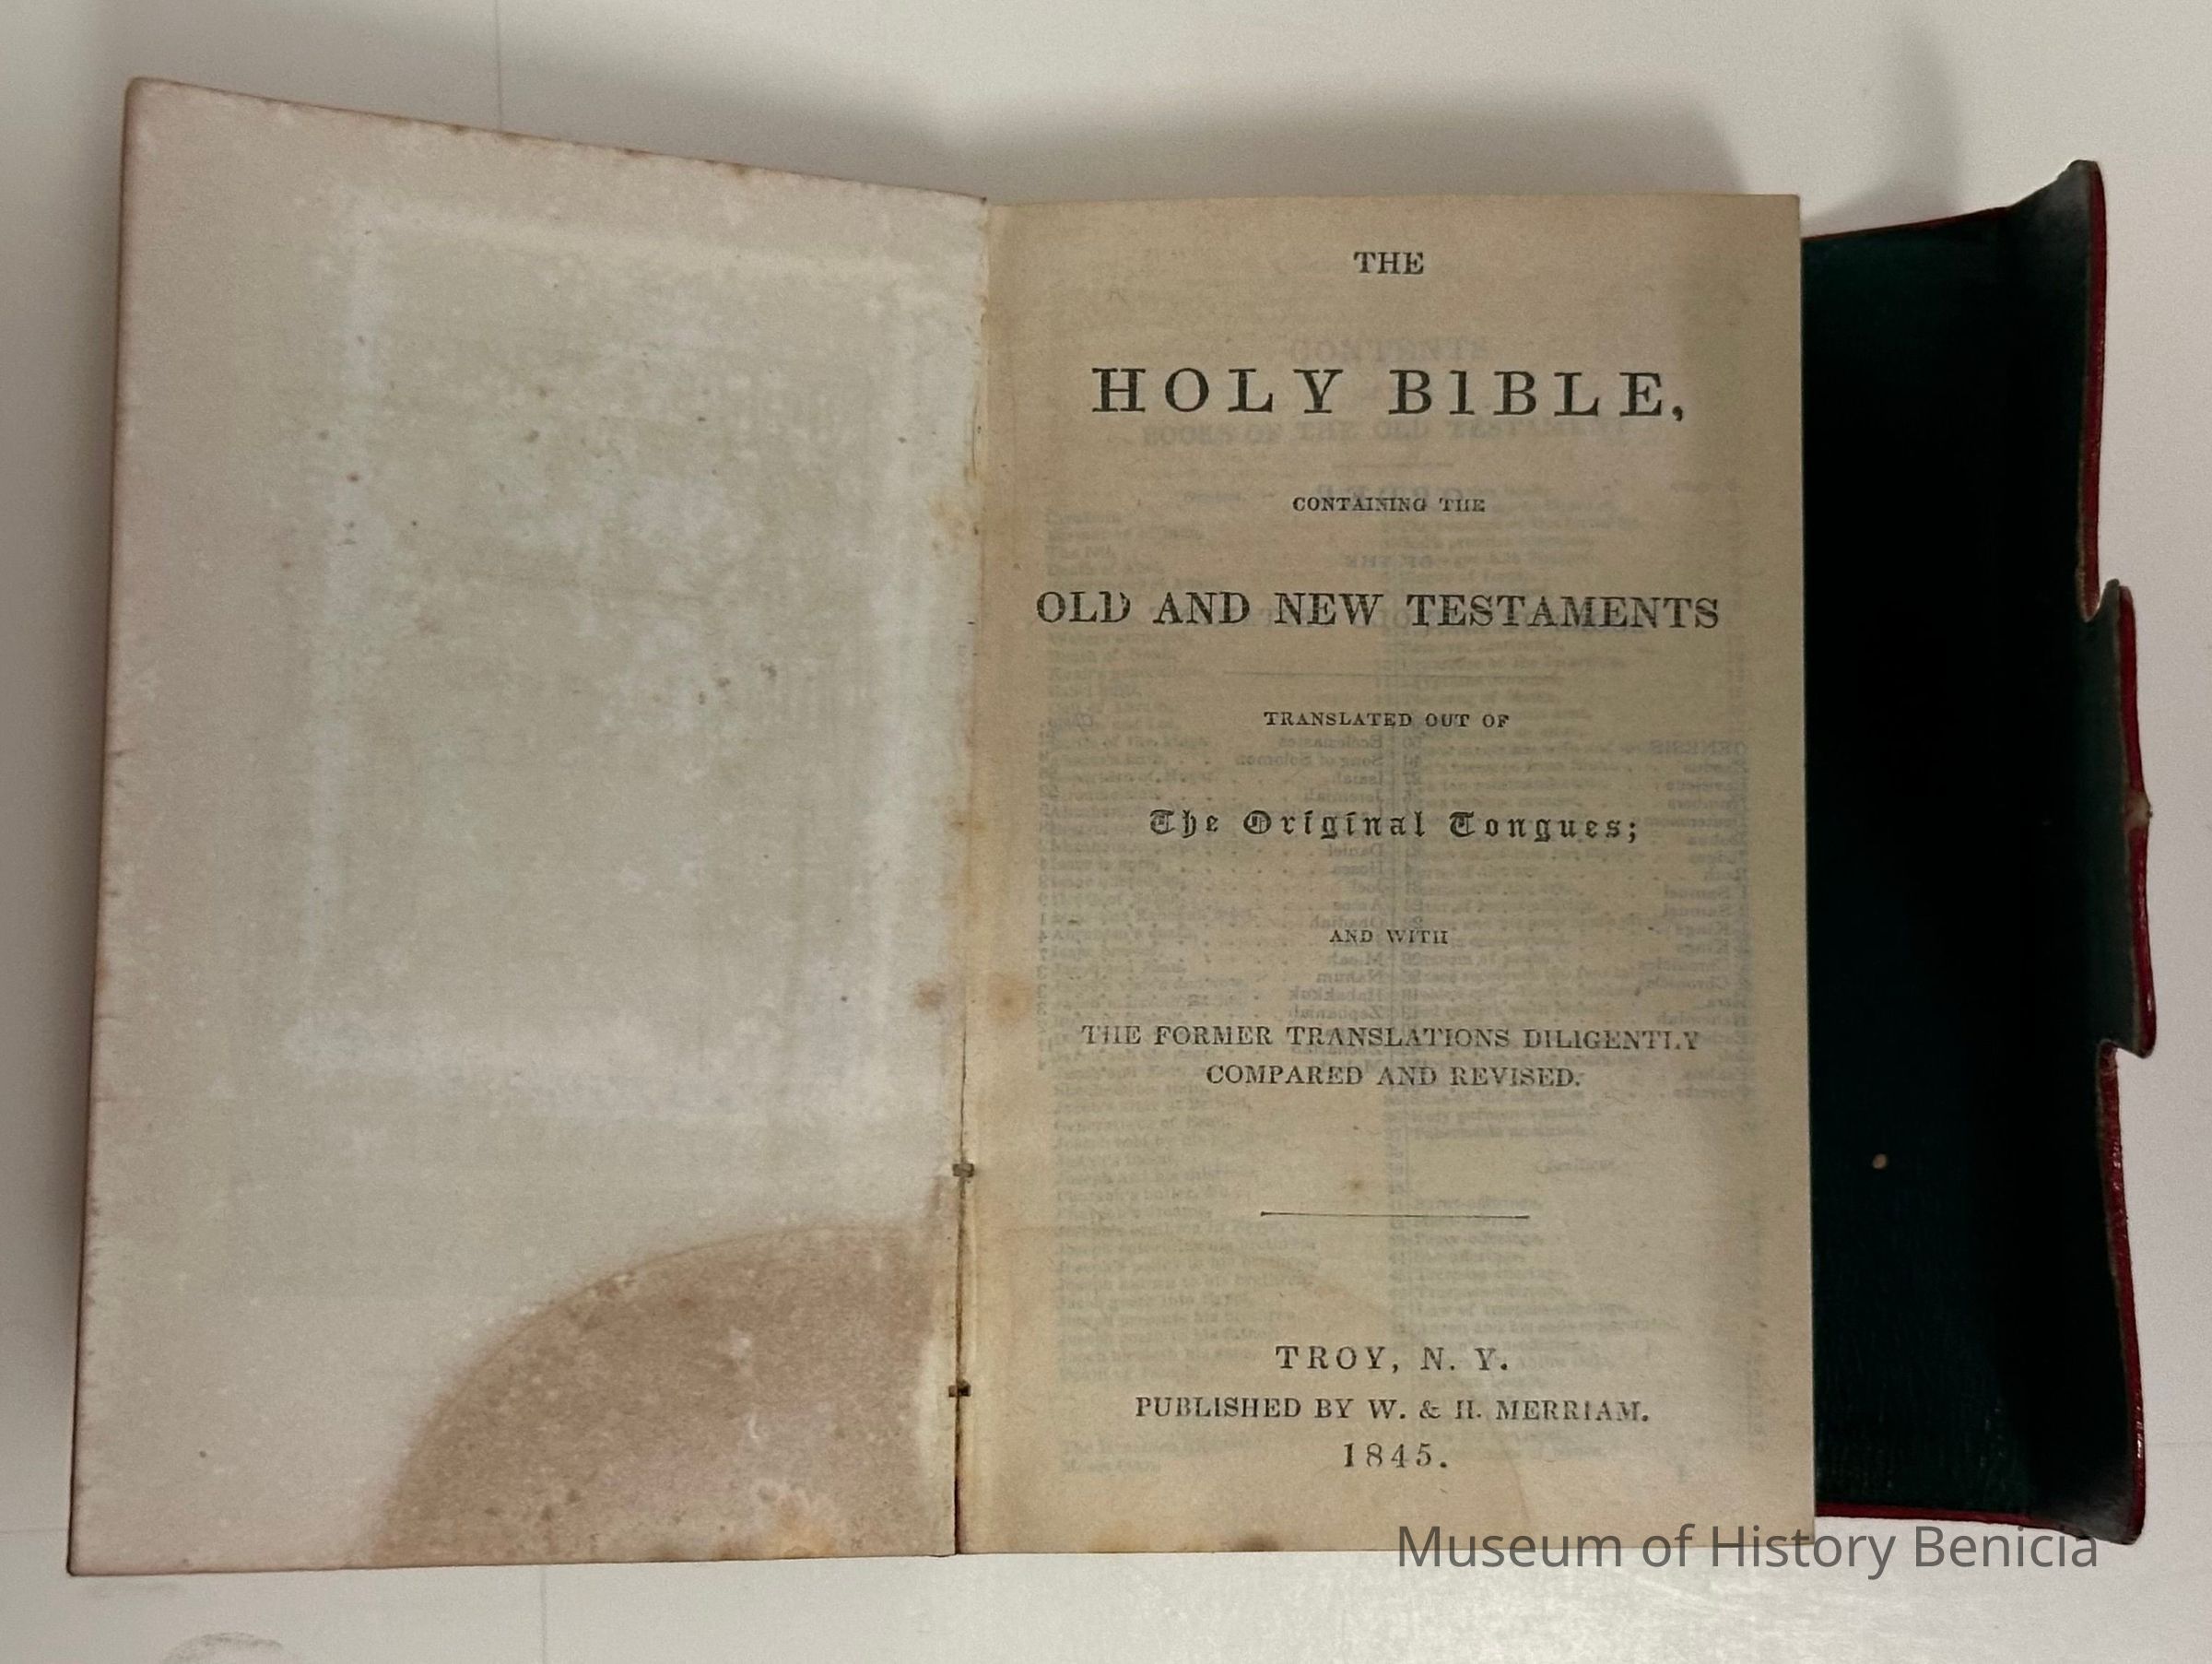 THE
HOLY BIBLE,
CONTAINING THE
OLD AND NEW TESTAMENTS
TRANSLATED OUT OF
The Original Tongues;
AND WITH
THE FORMER TRANSLATIONS DILIGENTLY
COMPARED AND REVISED.
TROY, N. Y.
PUBLISHED BY W. & H. MERRIAM.
1845.
Museum of History Benicia